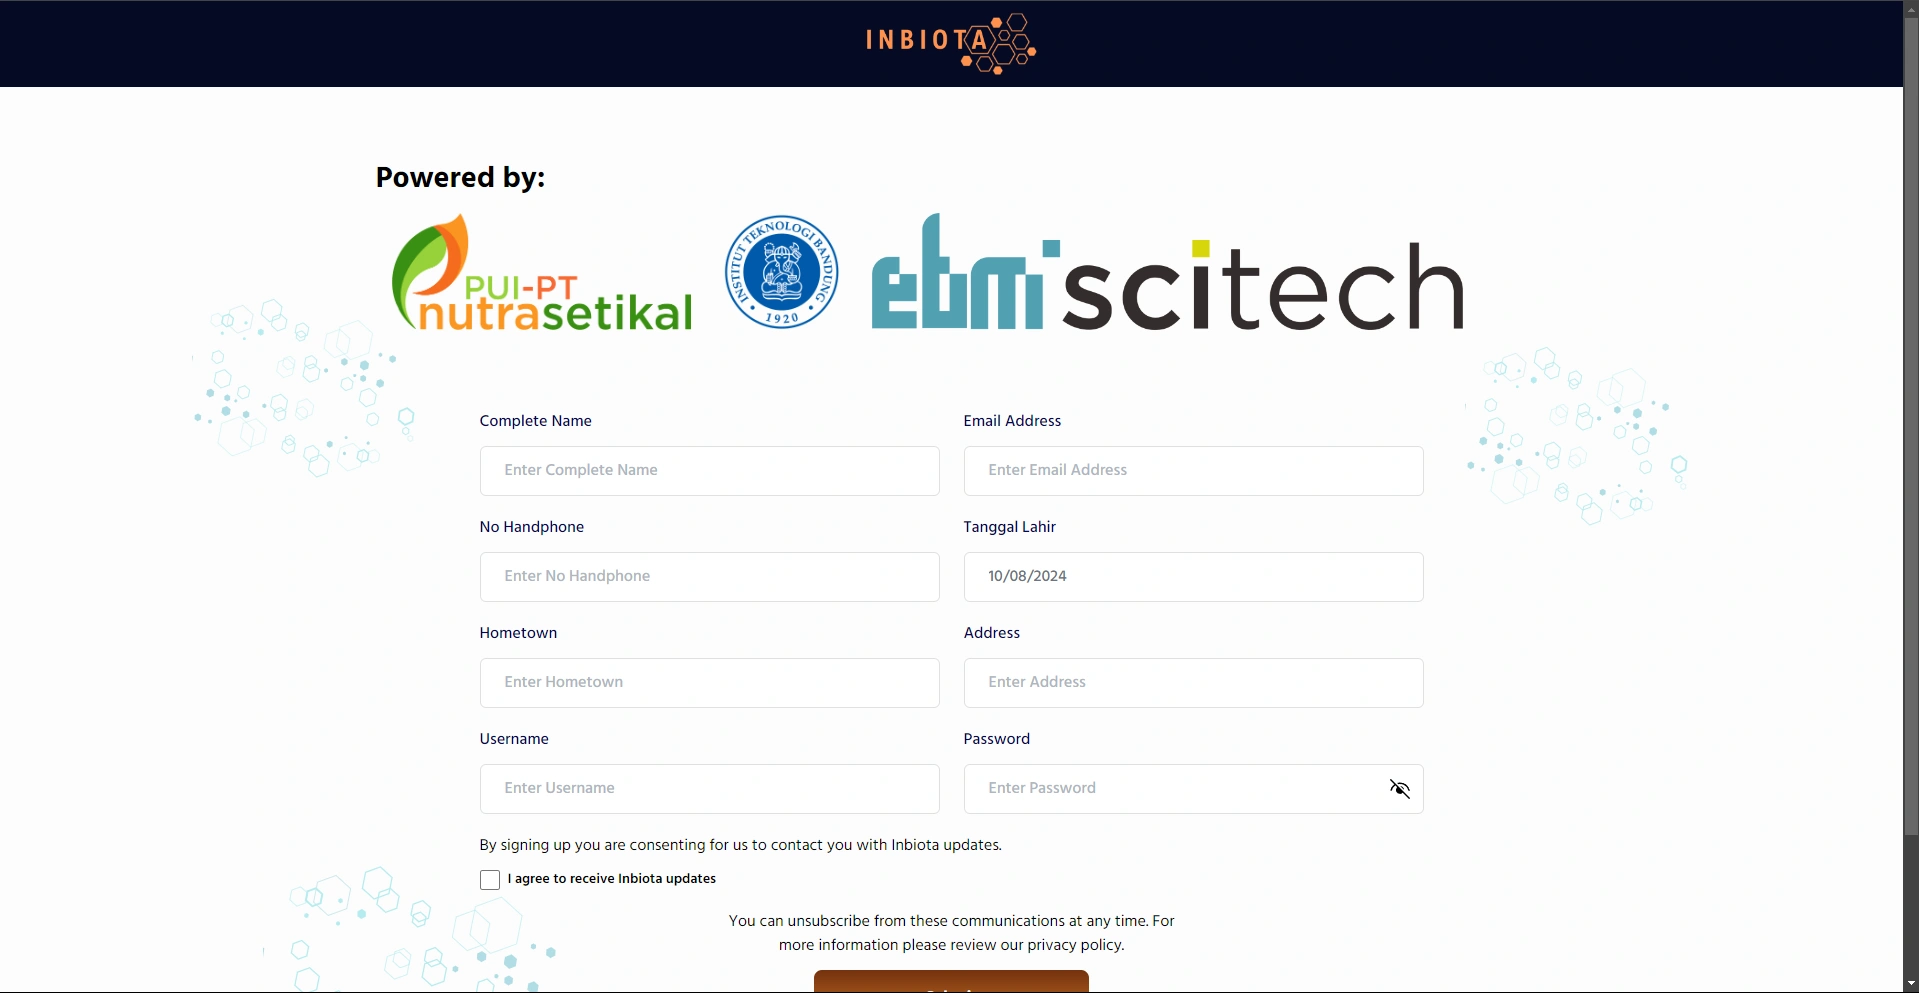 INBIOTA
Powered by:
PUI-PT
nutrasetikal
INSTITUT TEKNOLOGI BANDUNG
1920
ebm scitech
Complete Name
Email Address
Enter Complete Name
Enter Email Address
No Handphone
Tanggal Lahir
Enter No Handphone
10/08/2024
Hometown
Address
Enter Hometown
Enter Address
Username
Password
Enter Username
Enter Password
By signing up you are consenting for us to contact you with Inbiota updates.
I agree to receive Inbiota updates
You can unsubscribe from these communications at any time. For
more information please review our privacy policy.